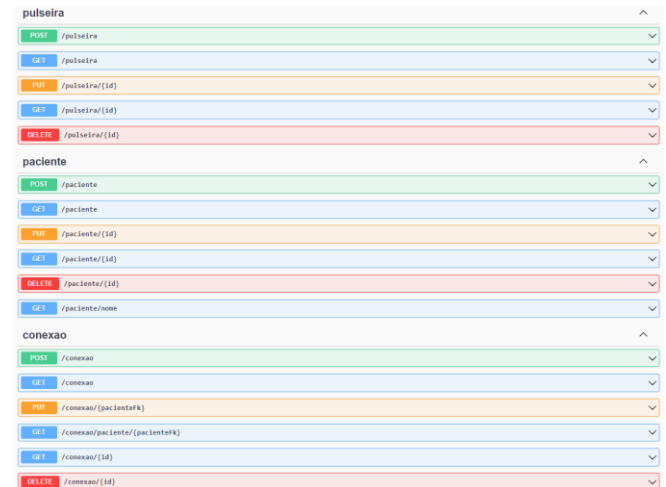 pulseira
POST /pulseira
GET /pulseira
PUT /pulseira/{id}
GET /pulseira/{id}
DELETE /pulseira/{id}
paciente
POST /paciente
GET /paciente
PUT /paciente/{id}
GET /paciente/{id}
DELETE /paciente/{id}
GET /paciente/nome
conexao
POST /conexao
GET /conexao
PUT /conexao/{pacienteFk}
GET /conexao/paciente/{pacienteFk}
GET /conexao/{id}
DELETE /conexao/{id}